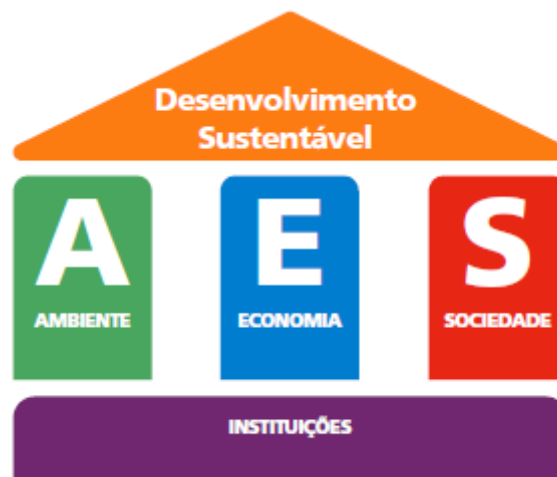 Desenvolvimento
Sustentável
A E S
AMBIENTE ECONOMIA SOCIEDADE
INSTITUIÇÕES